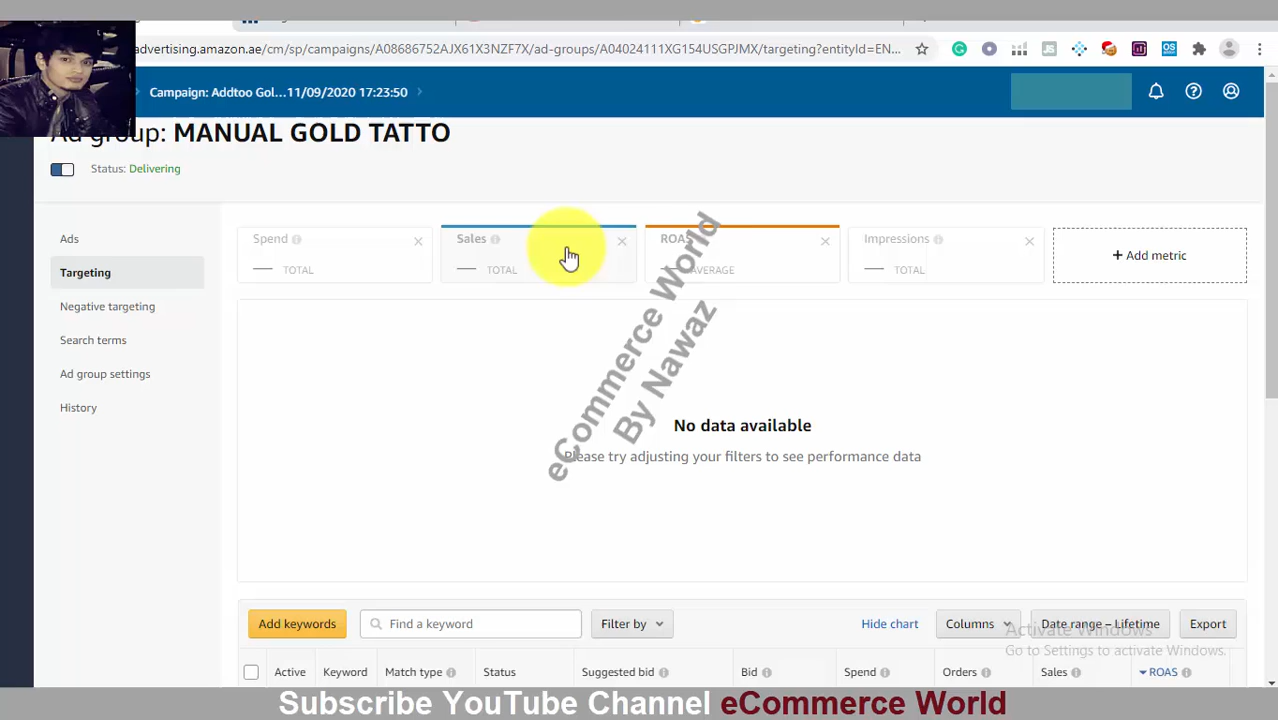 advertising.amazon.ae/cm/sp/campaigns/A08686752AJX61X3NZF7X/ad-groups/A04024111XG154USGPJMX/targeting?entityId=EN...
Campaign: Addtoo Gol...11/09/2020 17:23:50
Ad group: MANUAL GOLD TATTO
Status: Delivering
Ads
Targeting
Negative targeting
Search terms
Ad group settings
History
Spend
TOTAL
Sales
TOTAL
ROAS
AVERAGE
Impressions
TOTAL
+ Add metric
No data available
Please try adjusting your filters to see performance data
eCommerce World
By Nawaz
Add keywords
Find a keyword
Filter by
Hide chart
Columns
Date range – Lifetime
Export
Activate Windows
Go to Settings to activate Windows.
Active Keyword Match type Status Suggested bid Bid Spend Orders Sales ROAS
Subscribe YouTube Channel eCommerce World